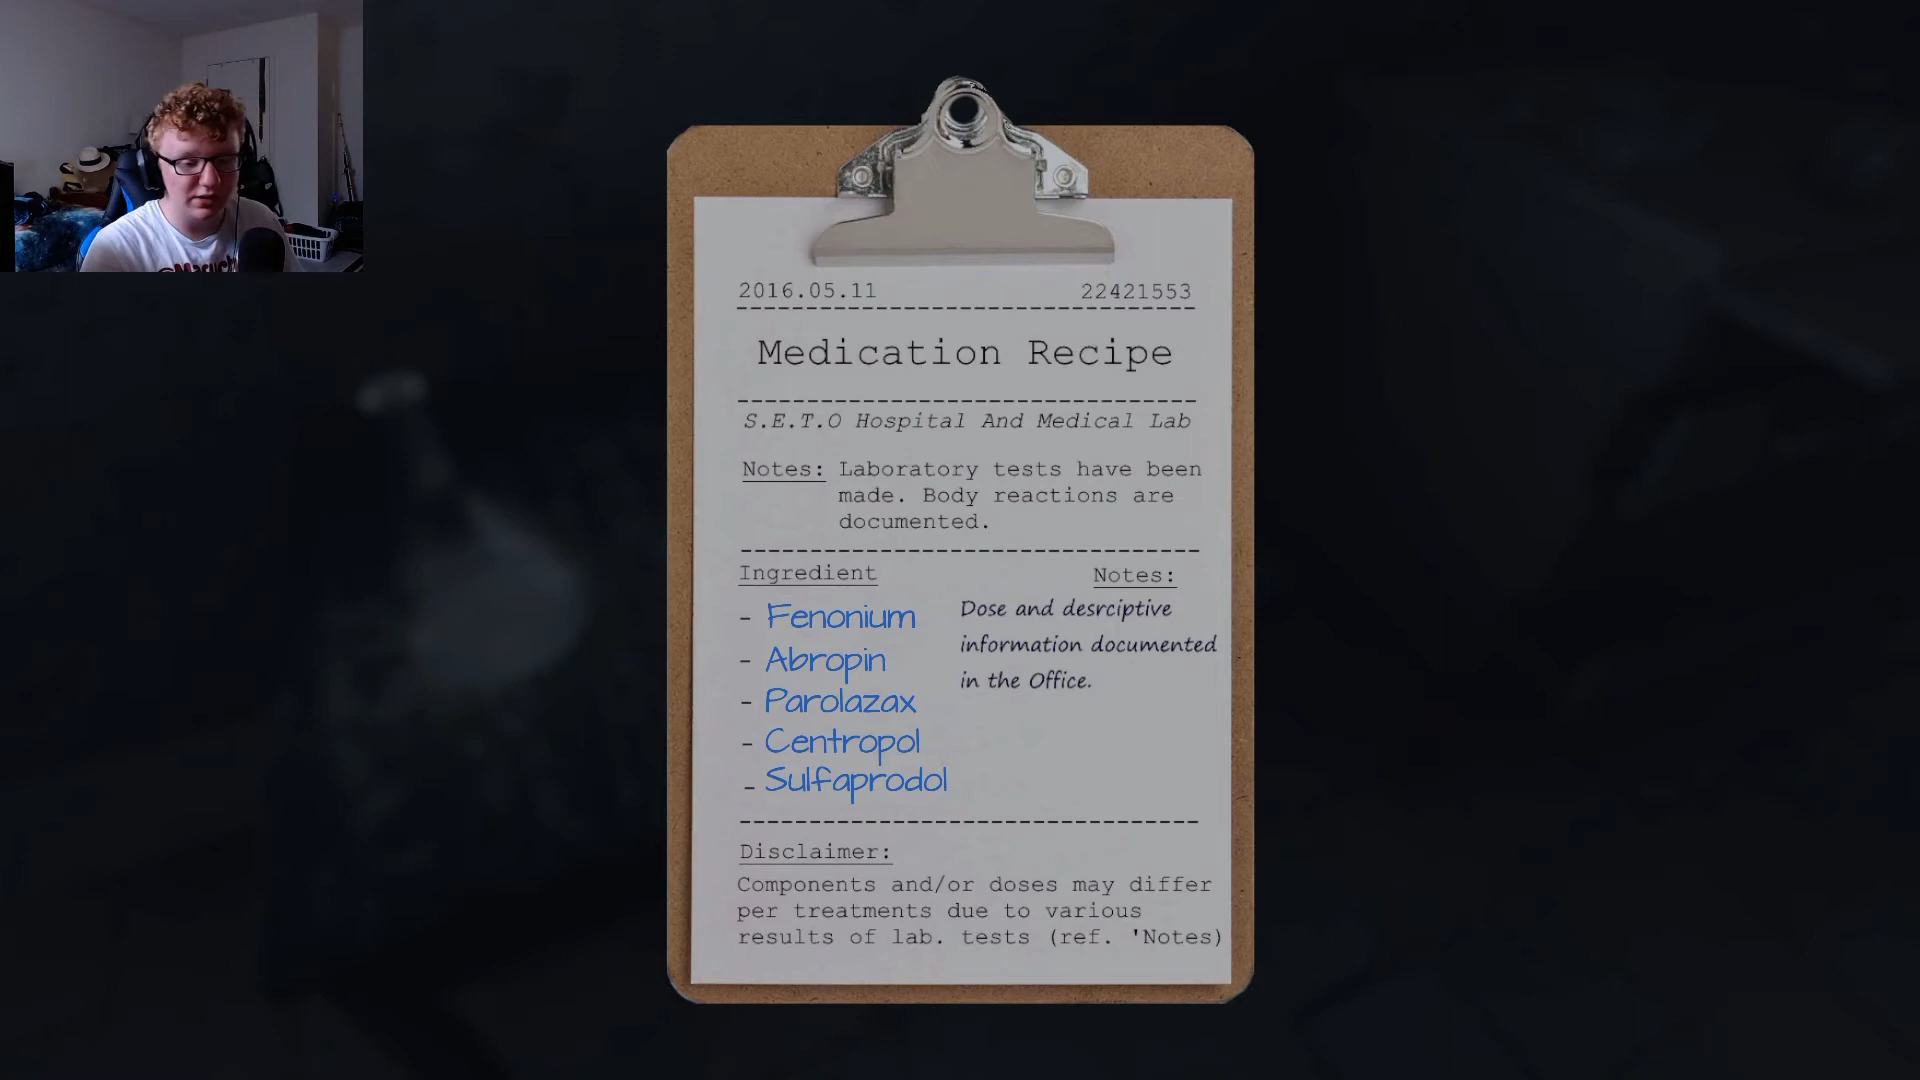 2016.05.11 22421553
Medication Recipe
S.E.T.O Hospital And Medical Lab
Notes: Laboratory tests have been
made. Body reactions are
documented.
Ingredient
- Fenonium
- Abropin
- Parolazax
- Centropol
- Sulfaprodol
Notes:
Dose and desrciptive
information documented
in the Office.
Disclaimer:
Components and/or doses may differ
per treatments due to various
results of lab. tests (ref. 'Notes)